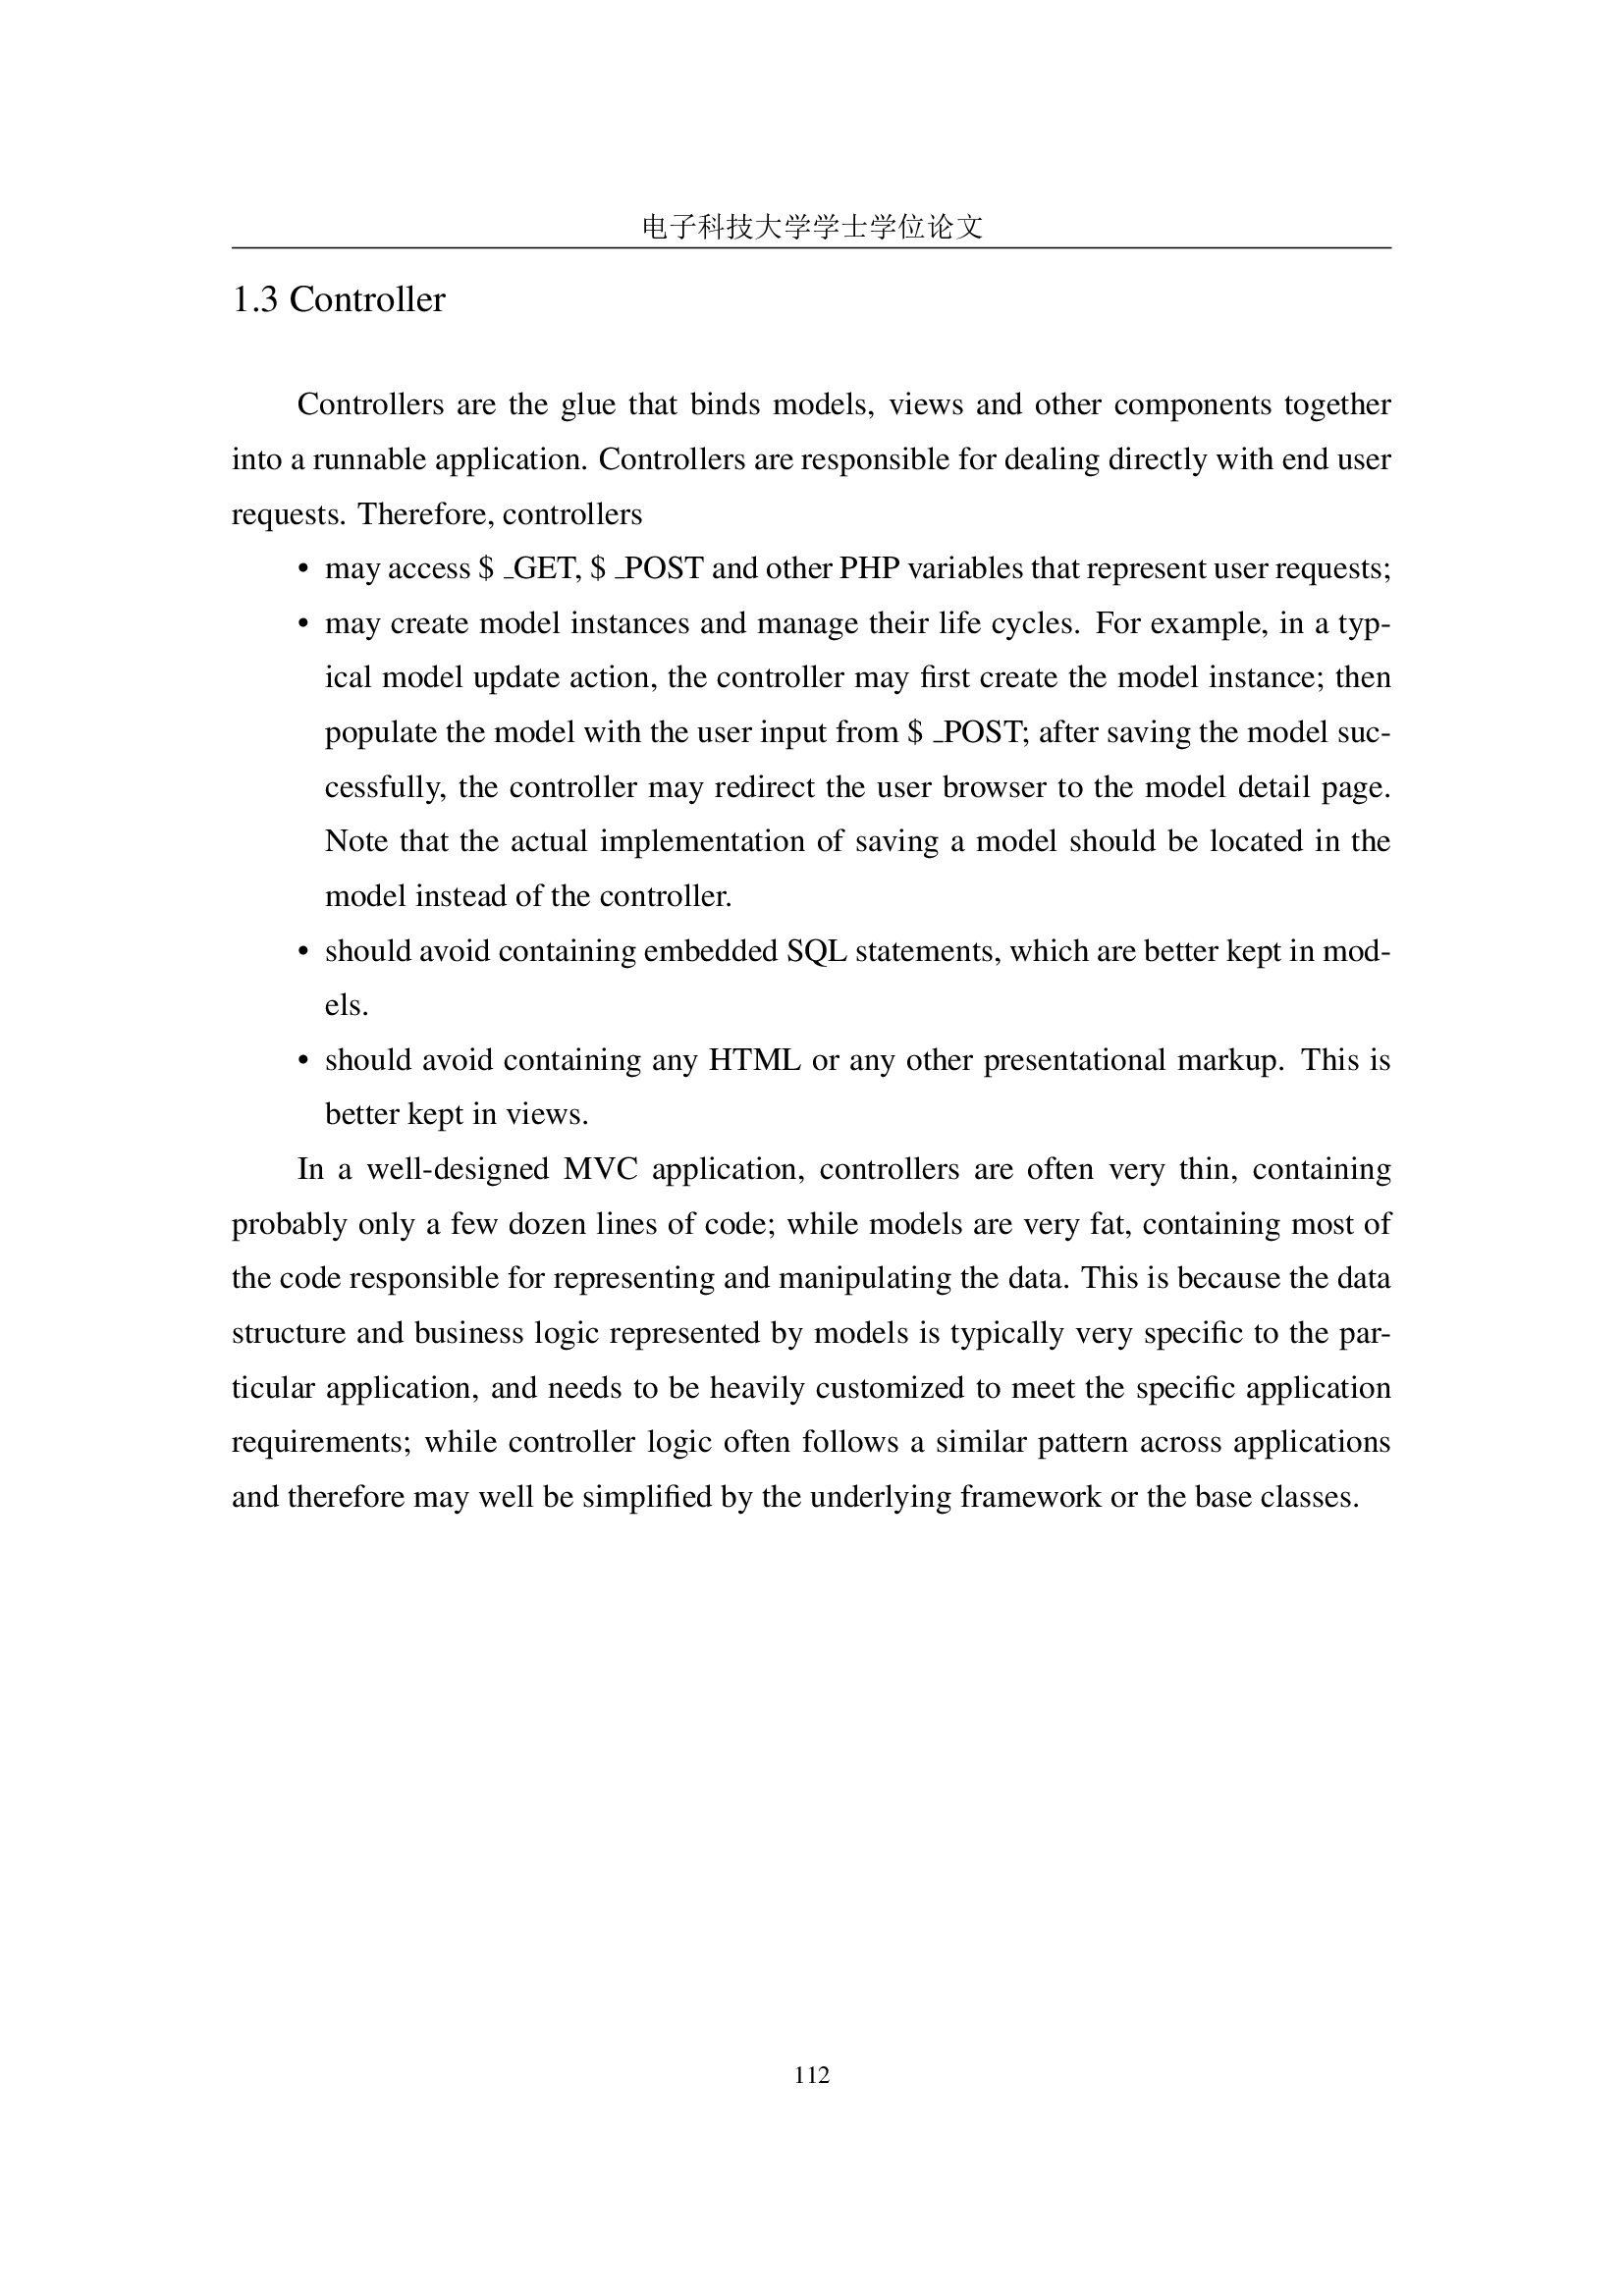 电子科技大学学士学位论文
1.3 Controller
Controllers are the glue that binds models, views and other components together
into a runnable application. Controllers are responsible for dealing directly with end user
requests. Therefore, controllers
• may access $ _GET, $ _POST and other PHP variables that represent user requests;
• may create model instances and manage their life cycles. For example, in a typ-
ical model update action, the controller may first create the model instance; then
populate the model with the user input from $ _POST; after saving the model suc-
cessfully, the controller may redirect the user browser to the model detail page.
Note that the actual implementation of saving a model should be located in the
model instead of the controller.
• should avoid containing embedded SQL statements, which are better kept in mod-
els.
• should avoid containing any HTML or any other presentational markup. This is
better kept in views.
In a well-designed MVC application, controllers are often very thin, containing
probably only a few dozen lines of code; while models are very fat, containing most of
the code responsible for representing and manipulating the data. This is because the data
structure and business logic represented by models is typically very specific to the par-
ticular application, and needs to be heavily customized to meet the specific application
requirements; while controller logic often follows a similar pattern across applications
and therefore may well be simplified by the underlying framework or the base classes.
112